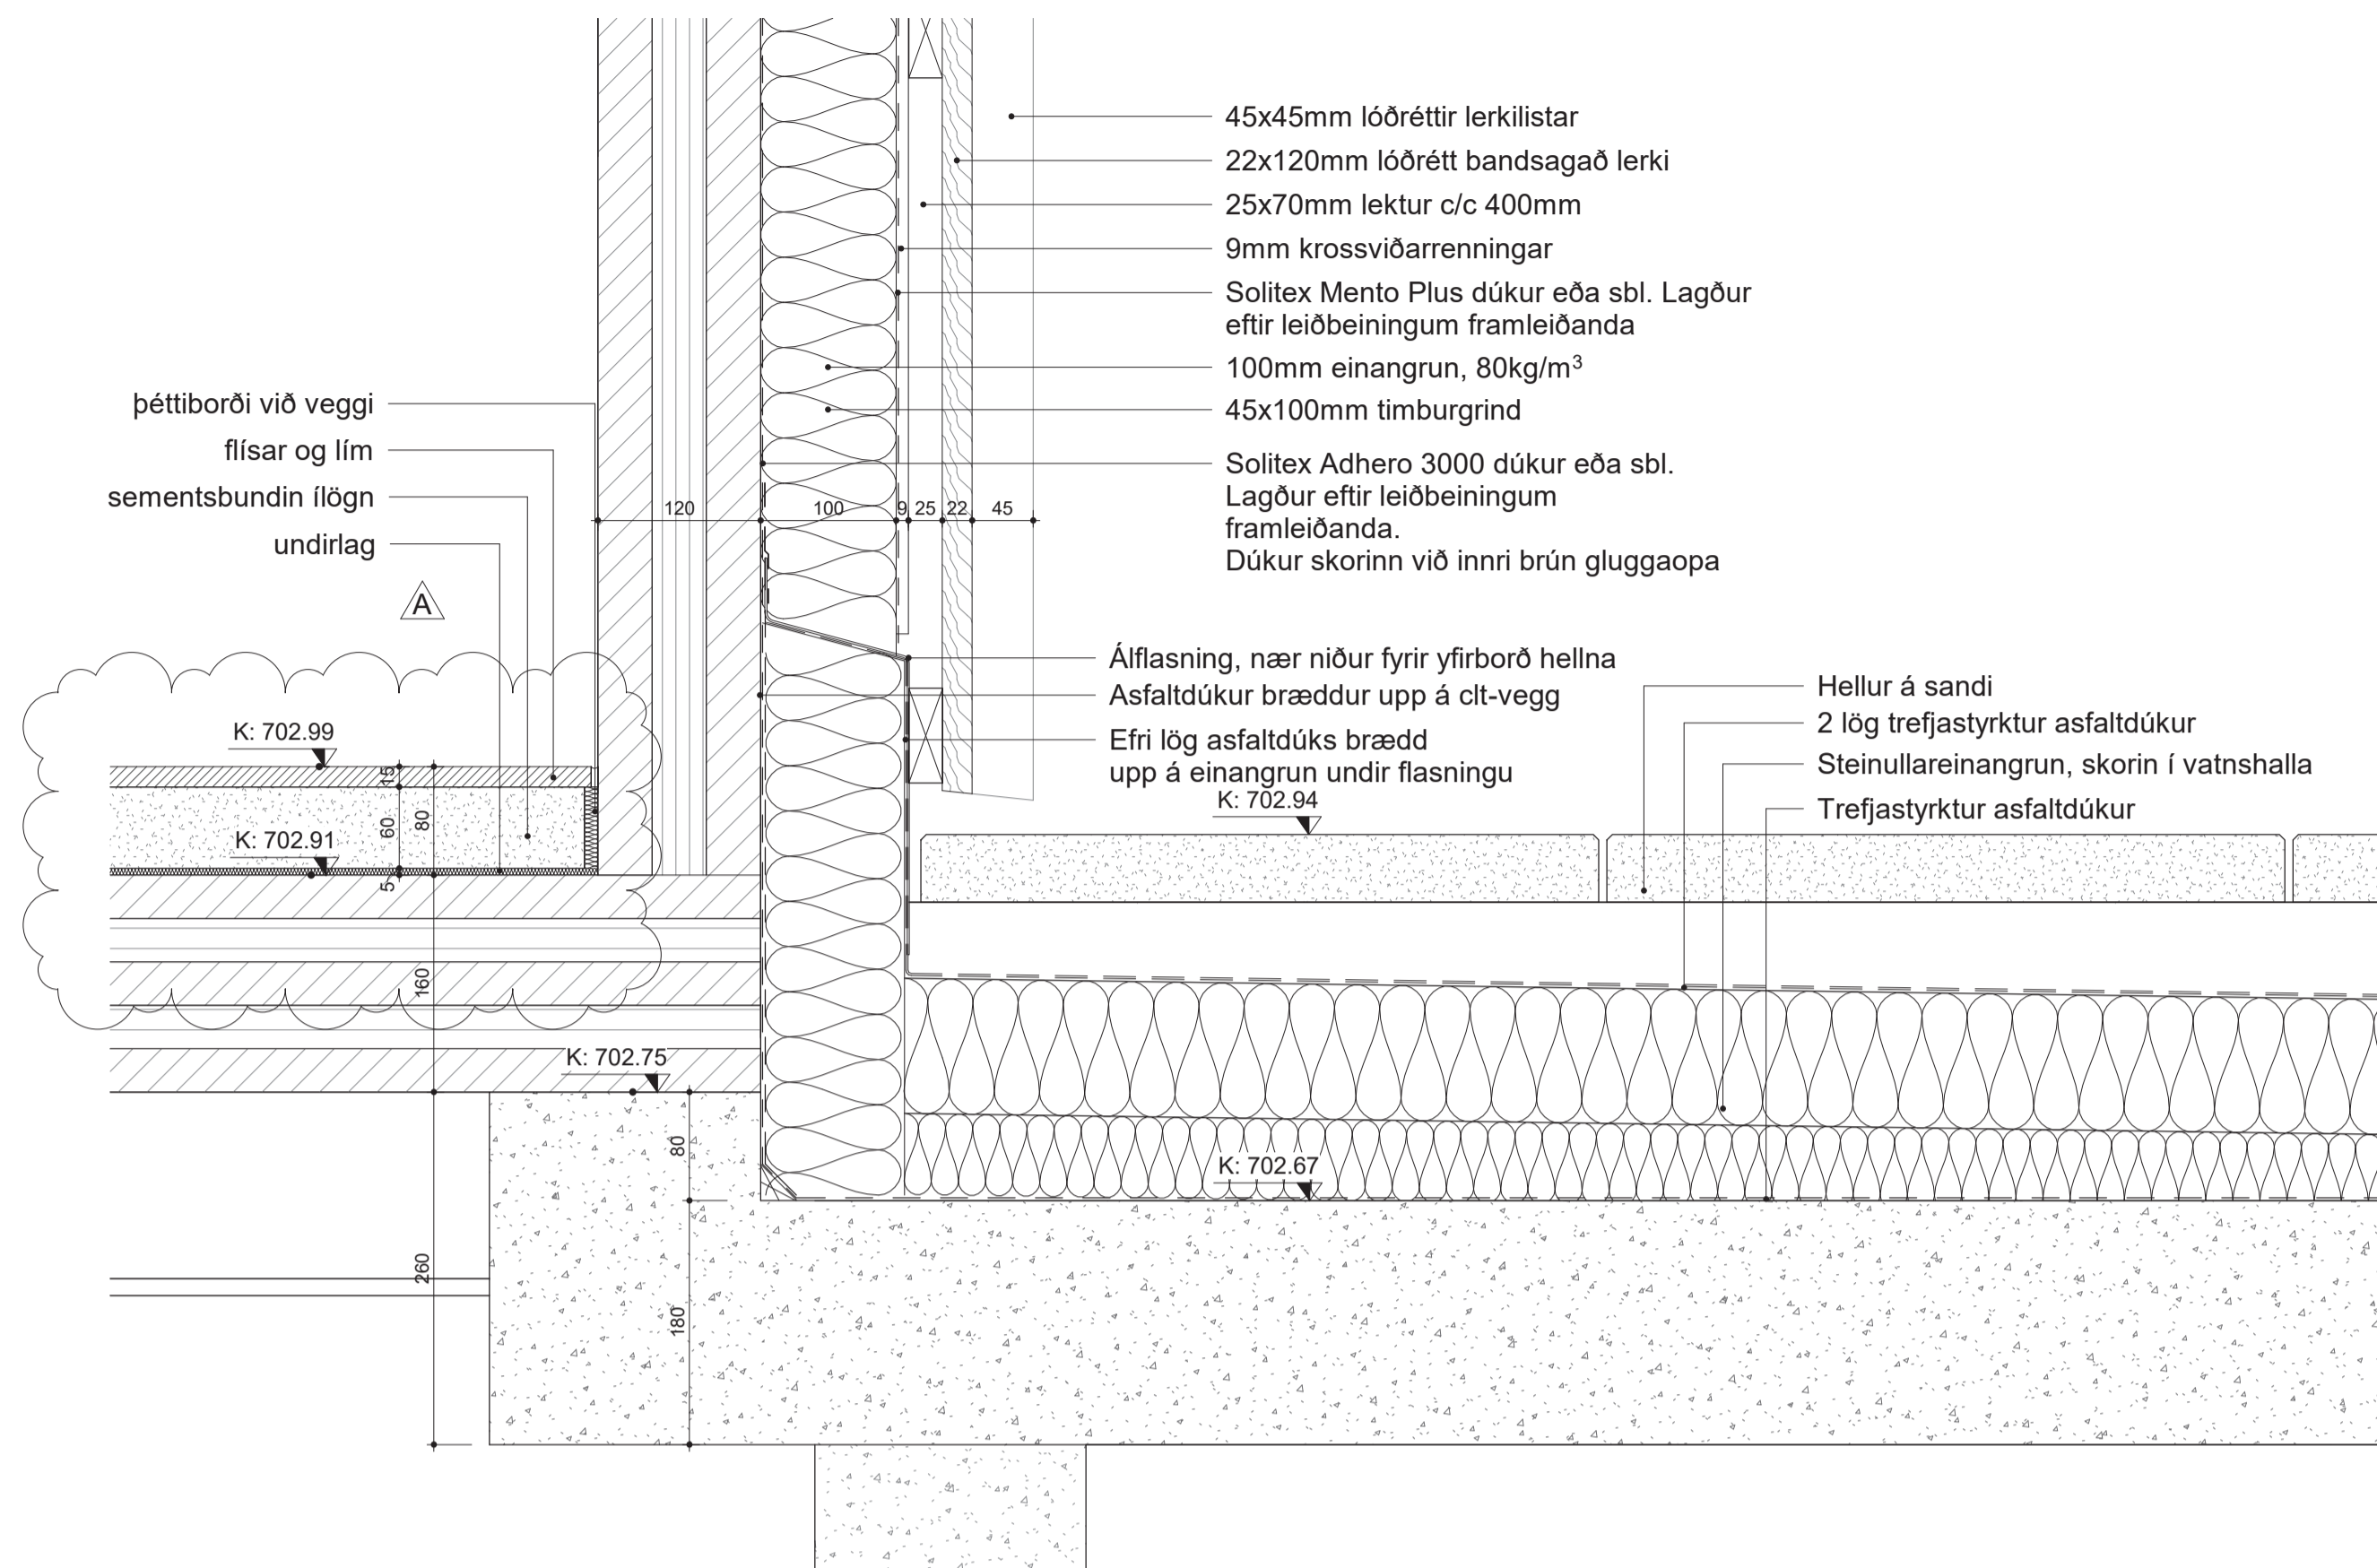 45x45mm lóðréttir lerkilistar
22x120mm lóðrétt bandsagað lerki
25x70mm lektur c/c 400mm
9mm krossviðarrenningar
Solitex Mento Plus dúkur eða sbl. Lagður
eftir leiðbeiningum framleiðanda
100mm einangrun, 80kg/m³
45x100mm timburgrind
Solitex Adhero 3000 dúkur eða sbl.
Lagður eftir leiðbeiningum
framleiðanda.
Dúkur skorinn við innri brún gluggaopa
þéttiborði við veggi
flísar og lím
sementsbundin ílögn
undirlag
A
120 100 9 25 22 45
Álflasning, nær niður fyrir yfirborð hellna
Asfaltdúkur bræddur upp á clt-vegg
Efri lög asfaltdúks brædd
upp á einangrun undir flasningu
Hellur á sandi
2 lög trefjastyrktur asfaltdúkur
Steinullareinangrun, skorin í vatnshalla
Trefjastyrktur asfaltdúkur
K: 702.99
K: 702.94
K: 702.91
15
60
5
80
160
260
K: 702.75
80
180
K: 702.67